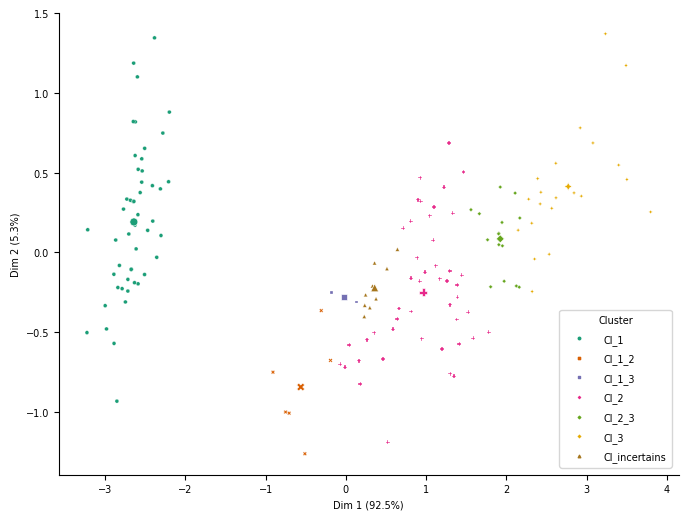 1.5
1.0
0.5
0.0
−0.5
−1.0
Dim 2 (5.3%)
−3
−2
−1
0
1
2
3
4
Dim 1 (92.5%)
Cluster
Cl_1
Cl_1_2
Cl_1_3
Cl_2
Cl_2_3
Cl_3
Cl_incertains